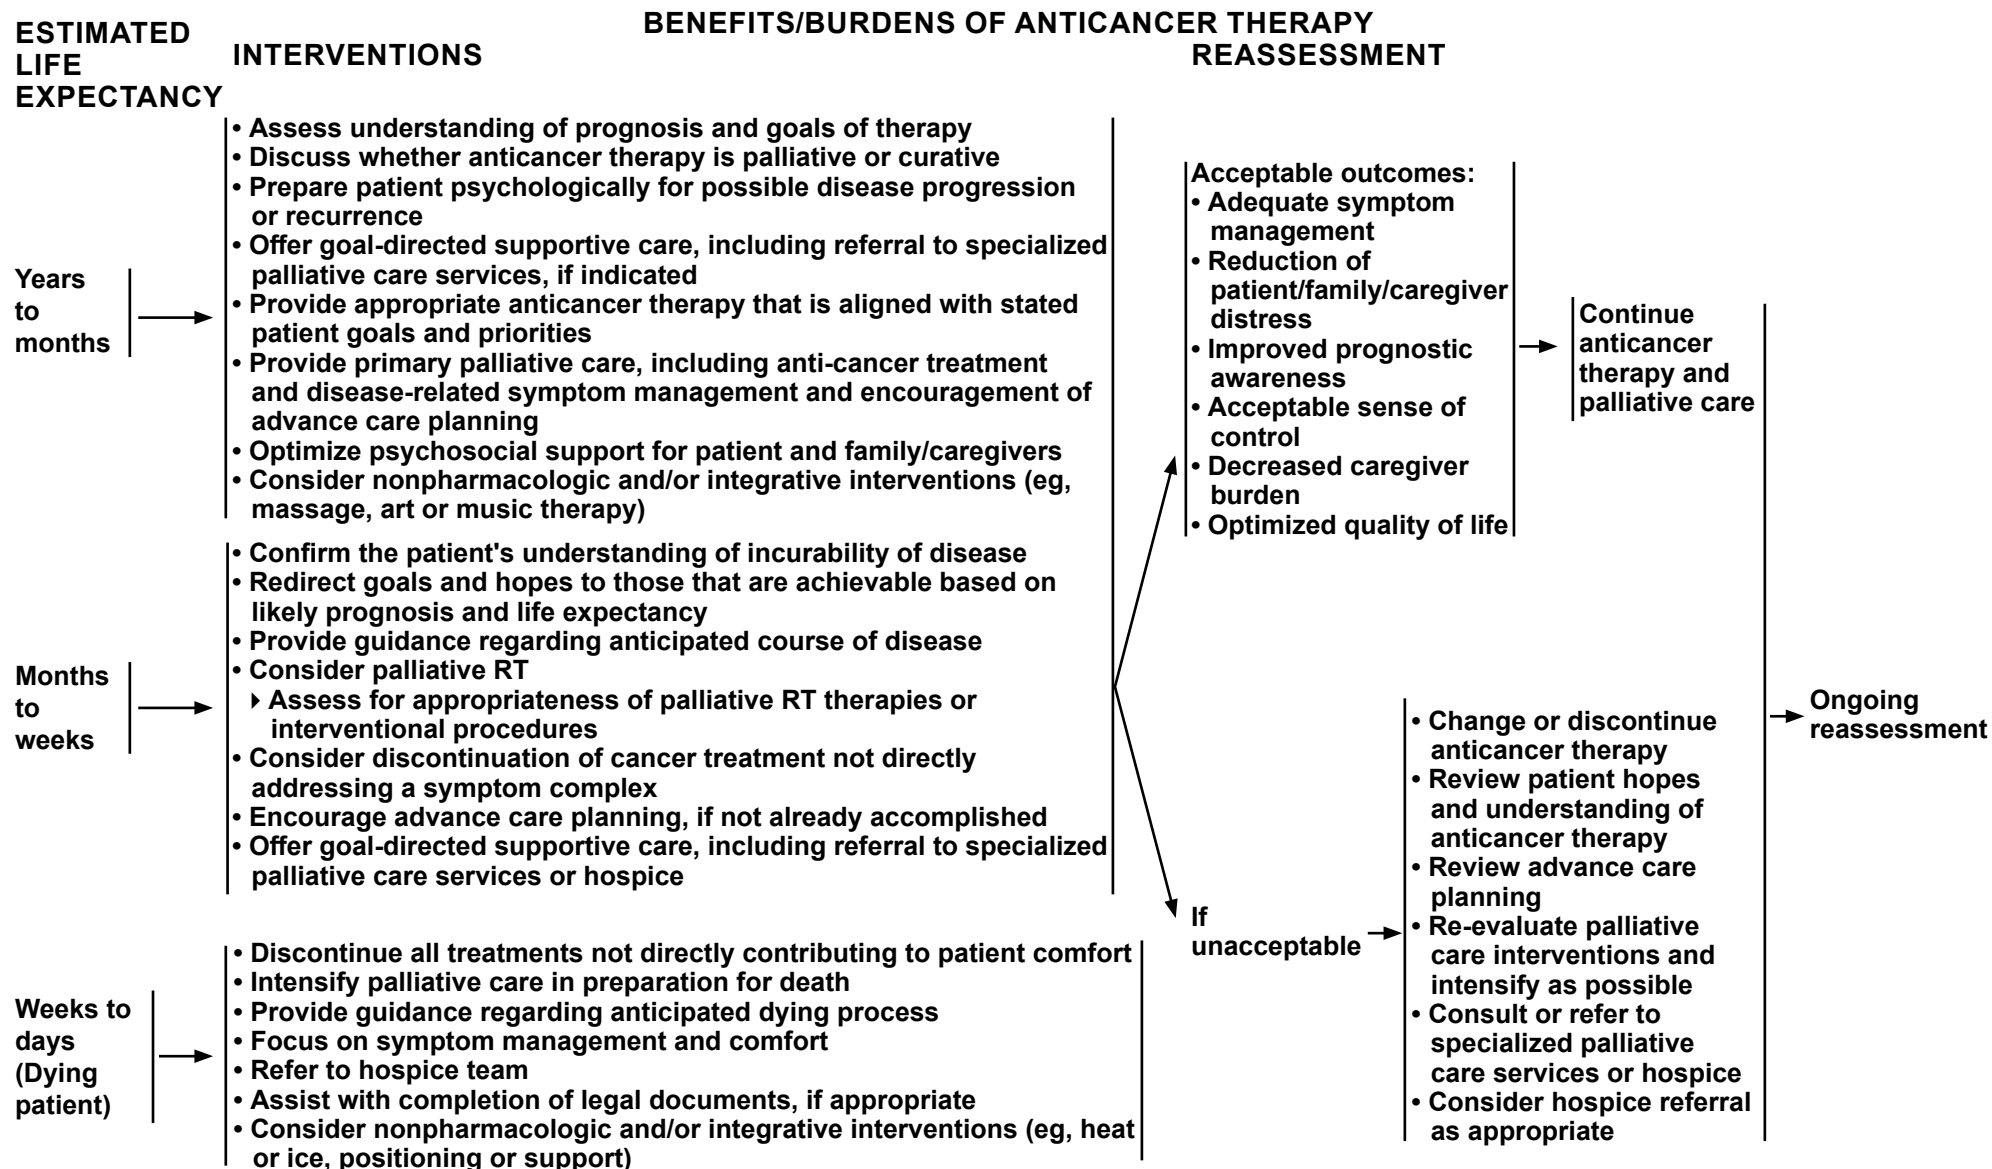 BENEFITS/BURDENS OF ANTICANCER THERAPY
ESTIMATED
LIFE
EXPECTANCY
INTERVENTIONS
REASSESSMENT
Years
to
months
• Assess understanding of prognosis and goals of therapy
• Discuss whether anticancer therapy is palliative or curative
• Prepare patient psychologically for possible disease progression
or recurrence
• Offer goal-directed supportive care, including referral to specialized
palliative care services, if indicated
• Provide appropriate anticancer therapy that is aligned with stated
patient goals and priorities
• Provide primary palliative care, including anti-cancer treatment
and disease-related symptom management and encouragement of
advance care planning
• Optimize psychosocial support for patient and family/caregivers
• Consider nonpharmacologic and/or integrative interventions (eg,
massage, art or music therapy)
Months
to
weeks
• Confirm the patient's understanding of incurability of disease
• Redirect goals and hopes to those that are achievable based on
likely prognosis and life expectancy
• Provide guidance regarding anticipated course of disease
• Consider palliative RT
Assess for appropriateness of palliative RT therapies or
interventional procedures
• Consider discontinuation of cancer treatment not directly
addressing a symptom complex
• Encourage advance care planning, if not already accomplished
• Offer goal-directed supportive care, including referral to specialized
palliative care services or hospice
Weeks to
days
(Dying
patient)
• Discontinue all treatments not directly contributing to patient comfort
• Intensify palliative care in preparation for death
• Provide guidance regarding anticipated dying process
• Focus on symptom management and comfort
• Refer to hospice team
• Assist with completion of legal documents, if appropriate
• Consider nonpharmacologic and/or integrative interventions (eg, heat
or ice, positioning or support)
Acceptable outcomes:
• Adequate symptom
management
• Reduction of
patient/family/caregiver
distress
• Improved prognostic
awareness
• Acceptable sense of
control
• Decreased caregiver
burden
• Optimized quality of life
Continue
anticancer
therapy and
palliative care
If
unacceptable
• Change or discontinue
anticancer therapy
• Review patient hopes
and understanding of
anticancer therapy
• Review advance care
planning
• Re-evaluate palliative
care interventions and
intensify as possible
• Consult or refer to
specialized palliative
care services or hospice
• Consider hospice referral
as appropriate
Ongoing
reassessment